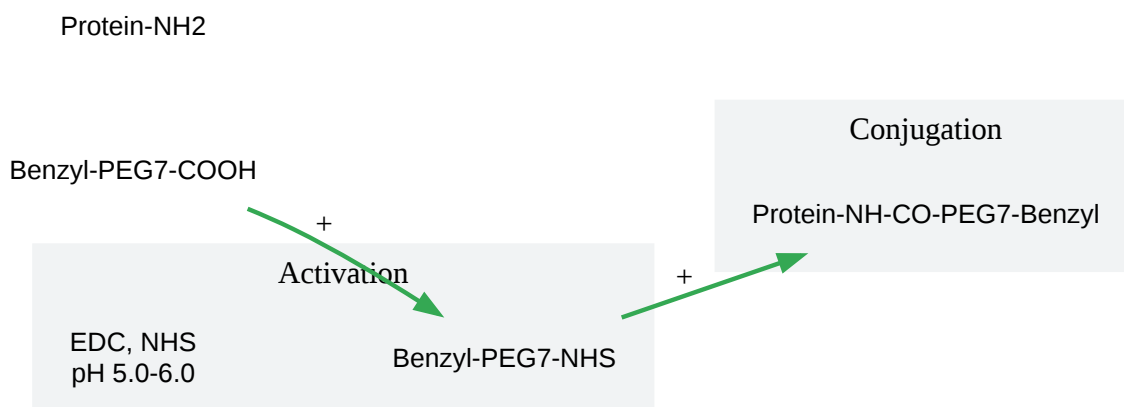 Protein-NH2
Conjugation
Benzyl-PEG7-COOH
Protein-NH-CO-PEG7-Benzyl
+
Activation
+
EDC, NHS
pH 5.0-6.0
Benzyl-PEG7-NHS